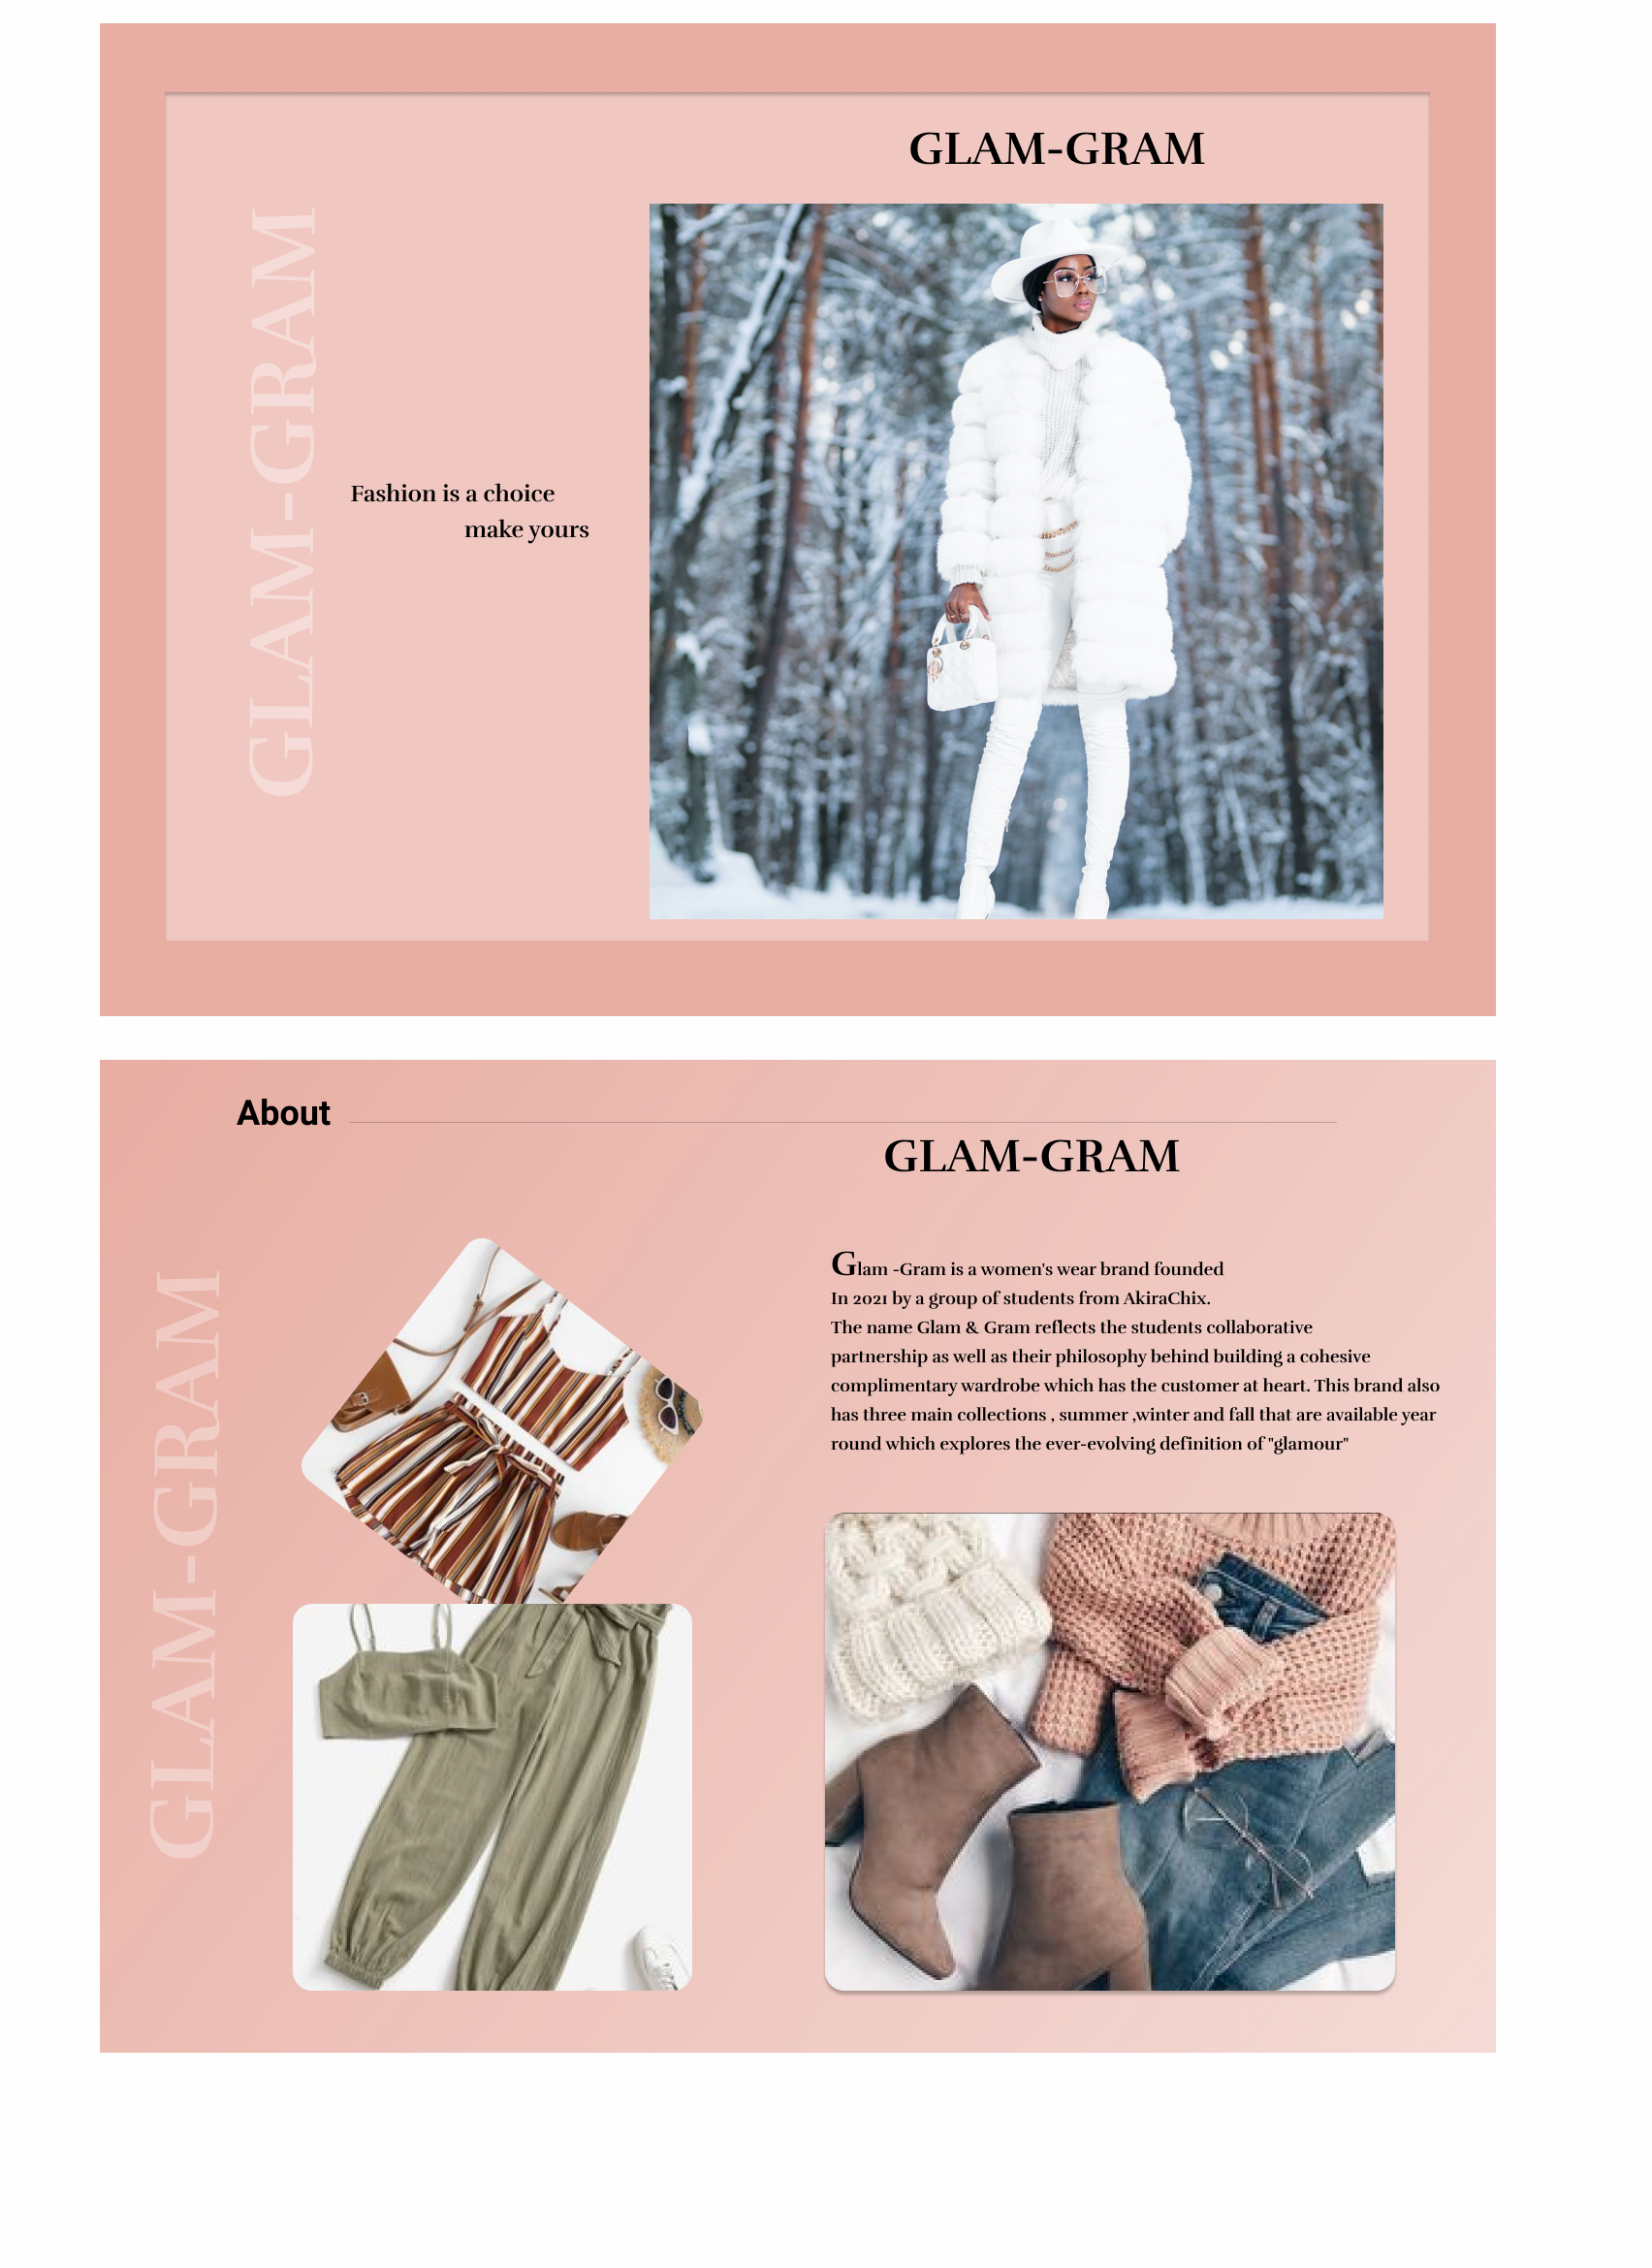 GLAM-GRAM
GLAM-GRAM
Fashion is a choice
make yours
About
GLAM-GRAM
GLAM-GRAM
Glam -Gram is a women's wear brand founded
In 2021 by a group of students from AkiraChix.
The name Glam & Gram reflects the students collaborative
partnership as well as their philosophy behind building a cohesive
complimentary wardrobe which has the customer at heart. This brand also
has three main collections , summer ,winter and fall that are available year
round which explores the ever-evolving definition of "glamour"